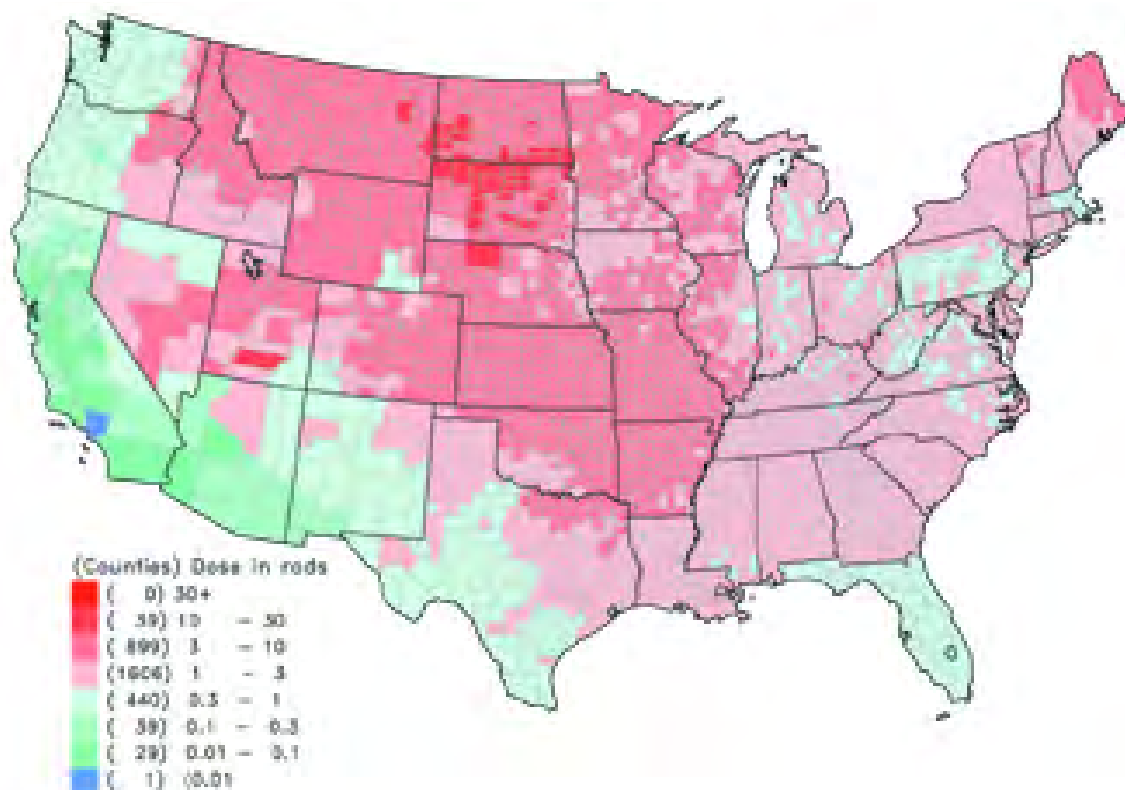 (Counties) Dose in rads
( 0) 30+
( 39) 10 - 30
( 899) 3 - 10
(1606) 1 - 3
( 440) 0.3 - 1
( 59) 0.1 - 0.3
( 29) 0.01 - 0.1
( 1) <0.01